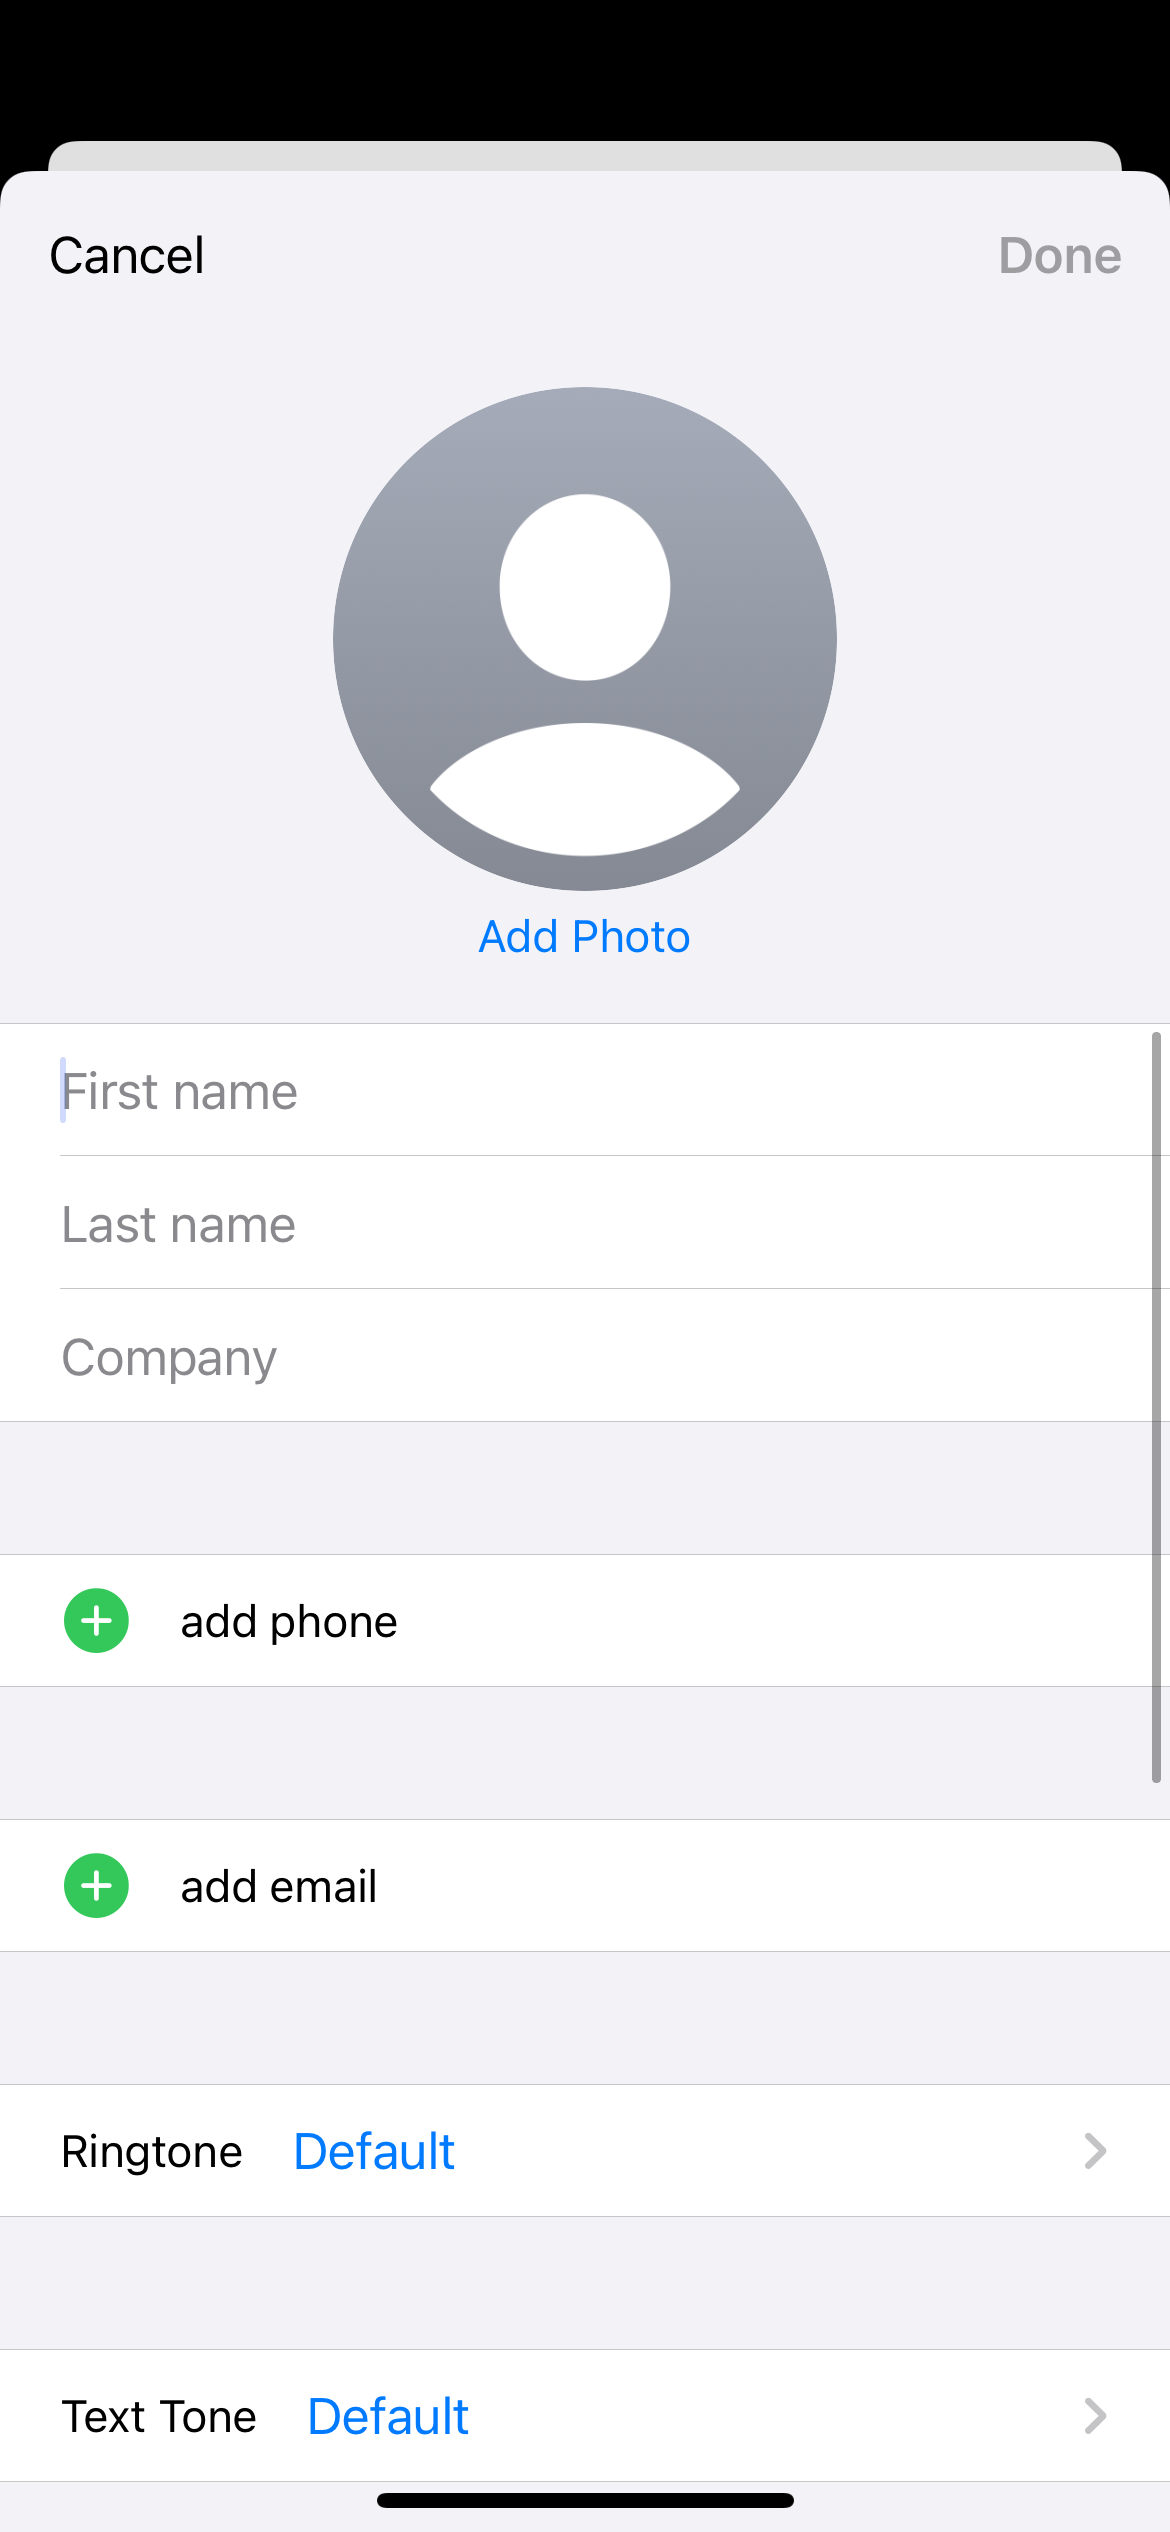 Cancel
Done
Add Photo
First name
Last name
Company
add phone
add email
Ringtone Default
Text Tone Default